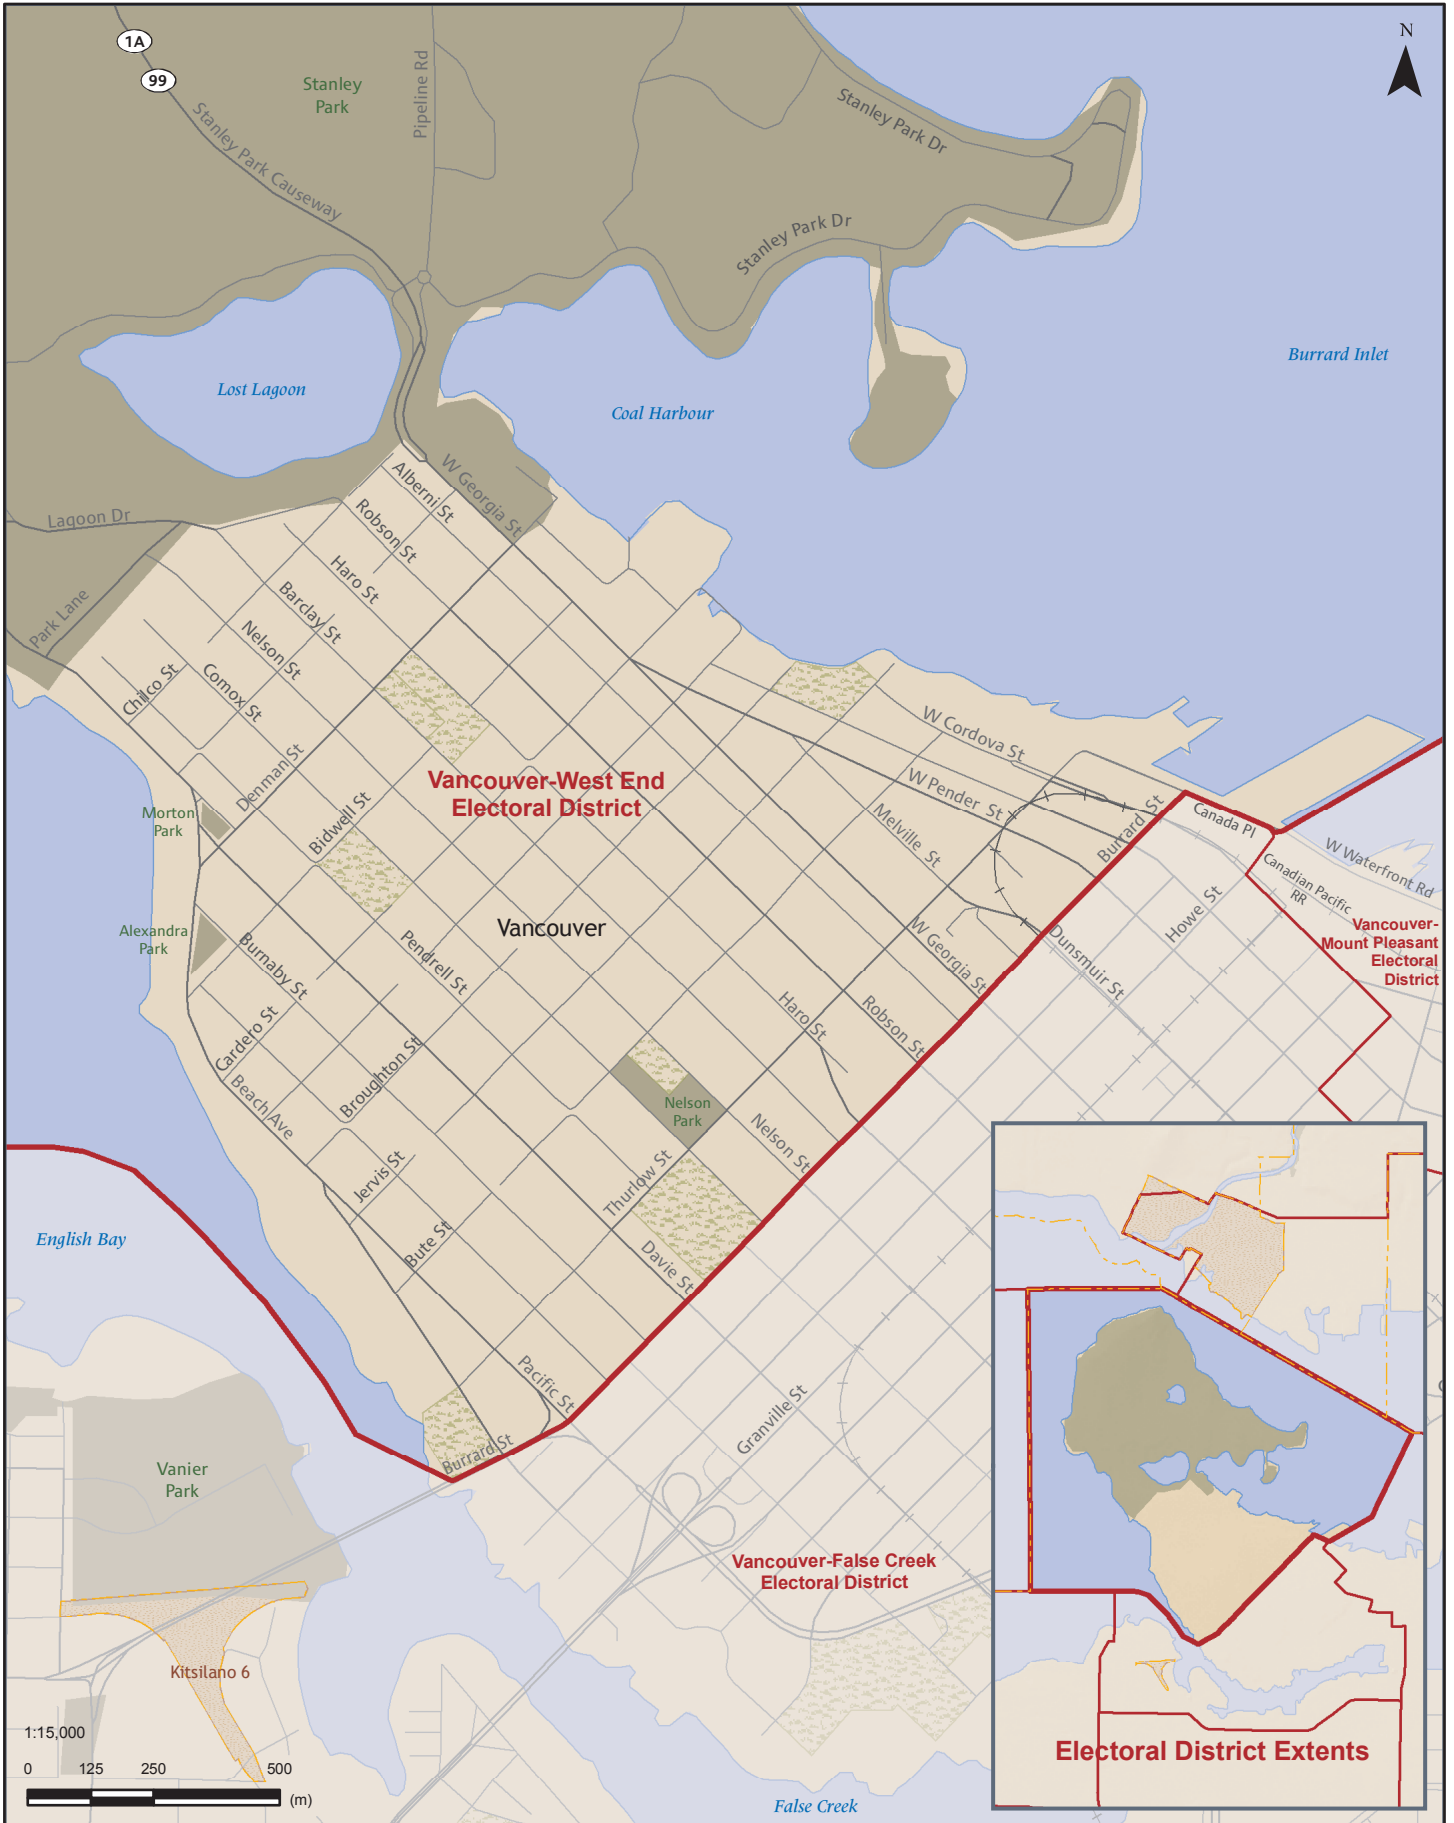 N
1A
99
Stanley
Park
Pipeline Rd
Stanley Park Causeway
Stanley Park Dr
Stanley Park Dr
Burrard Inlet
Lost Lagoon
Coal Harbour
Lagoon Dr
Alberni St
W Georgia St
Robson St
Haro St
Barclay St
Park Lane
Nelson St
Chilco St
Comox St
W Cordova St
Denman St
Vancouver-West End
Electoral District
W Pender St
Morton
Park
Bidwell St
Melville St
Burrard St
Canada Pl
W Waterfront Rd
Canadian Pacific
RR
Howe St
Vancouver-
Mount Pleasant
Electoral
District
Alexandra
Park
Vancouver
Burnaby St
Pendrell St
W Georgia St
Dunsmuir St
Cardero St
Haro St
Robson St
Broughton St
Beach Ave
Nelson
Park
Nelson St
Jervis St
Thurlow St
English Bay
Bute St
Davie St
Pacific St
Granville St
Burrard St
Vanier
Park
Vancouver-False Creek
Electoral District
Kitsilano 6
1:15,000
0 125 250 500
(m)
False Creek
Electoral District Extents